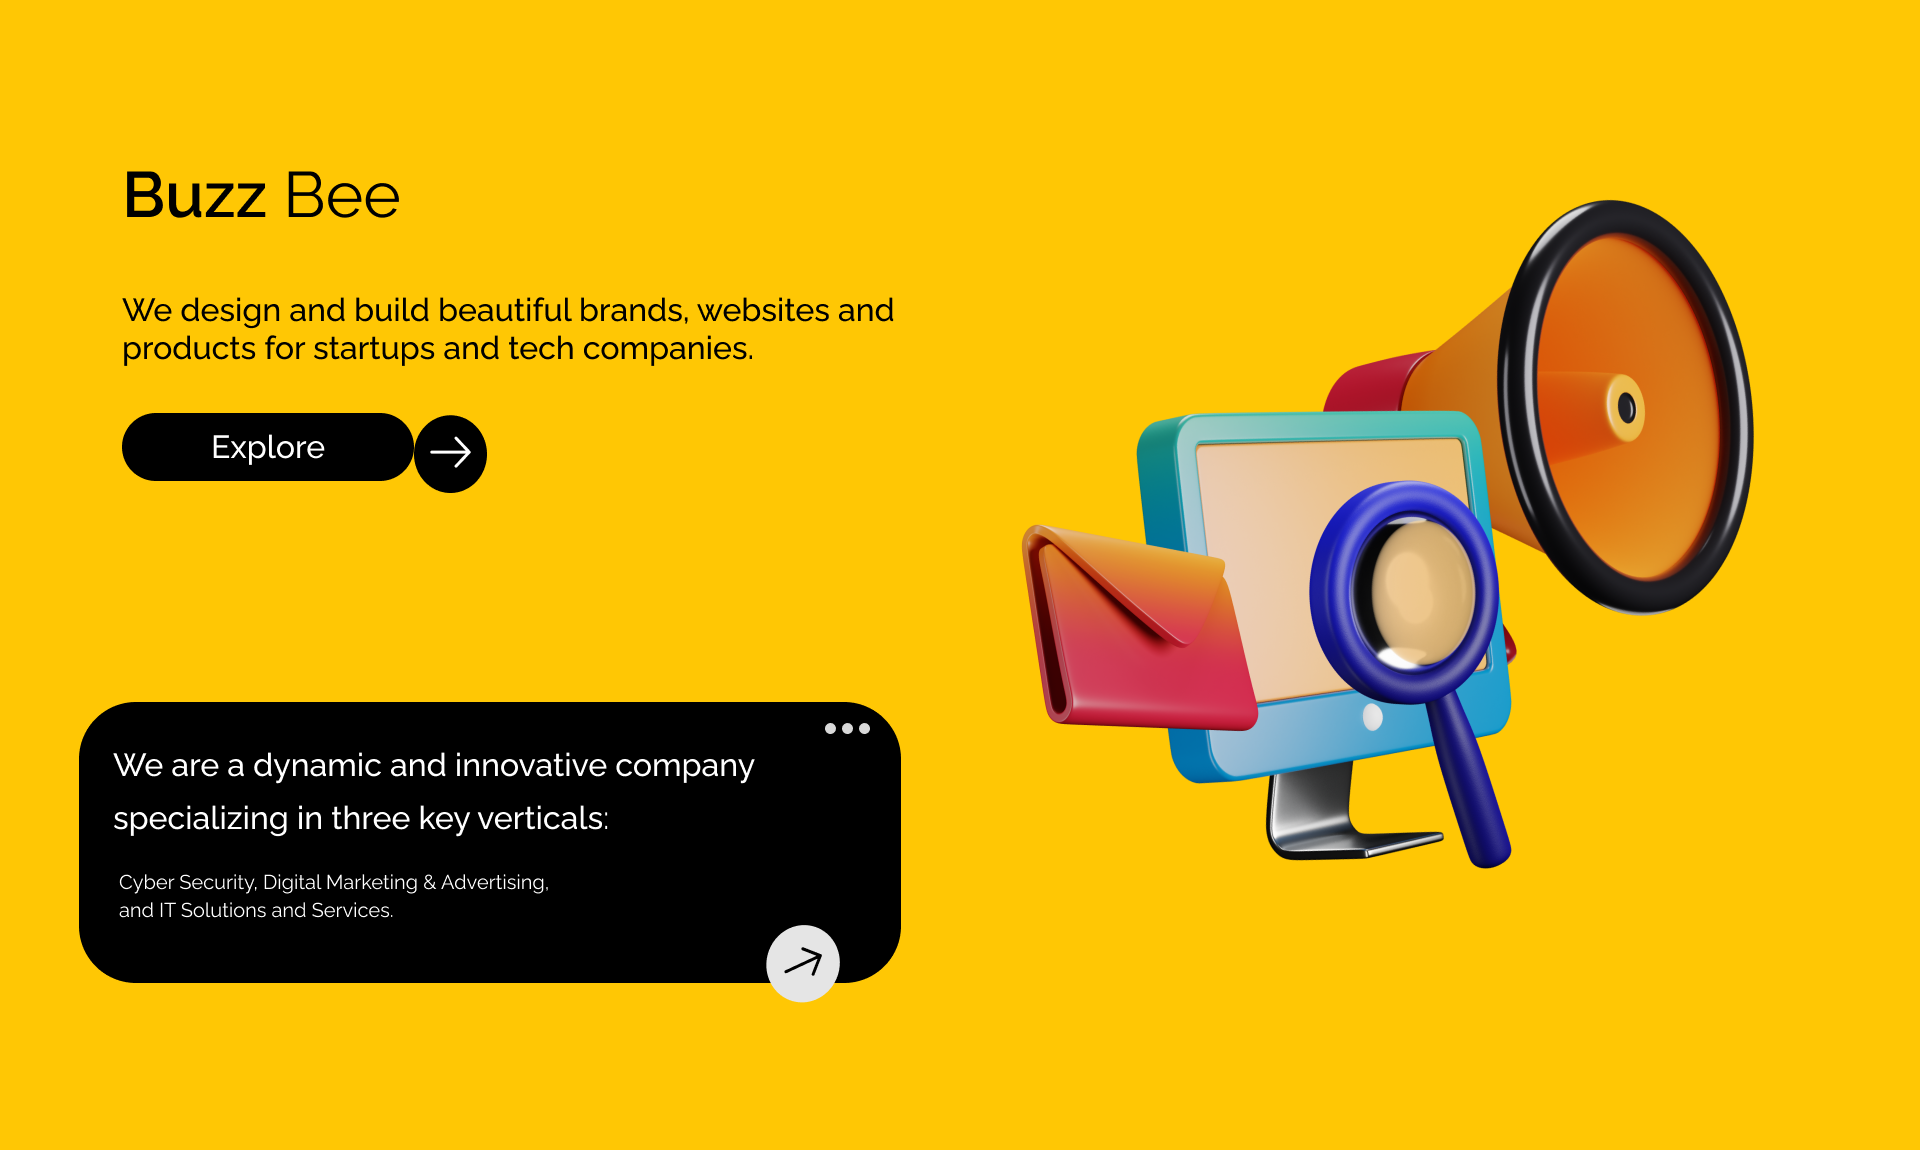 Buzz Bee
We design and build beautiful brands, websites and
products for startups and tech companies.
Explore
We are a dynamic and innovative company
specializing in three key verticals:
Cyber Security, Digital Marketing & Advertising,
and IT Solutions and Services.